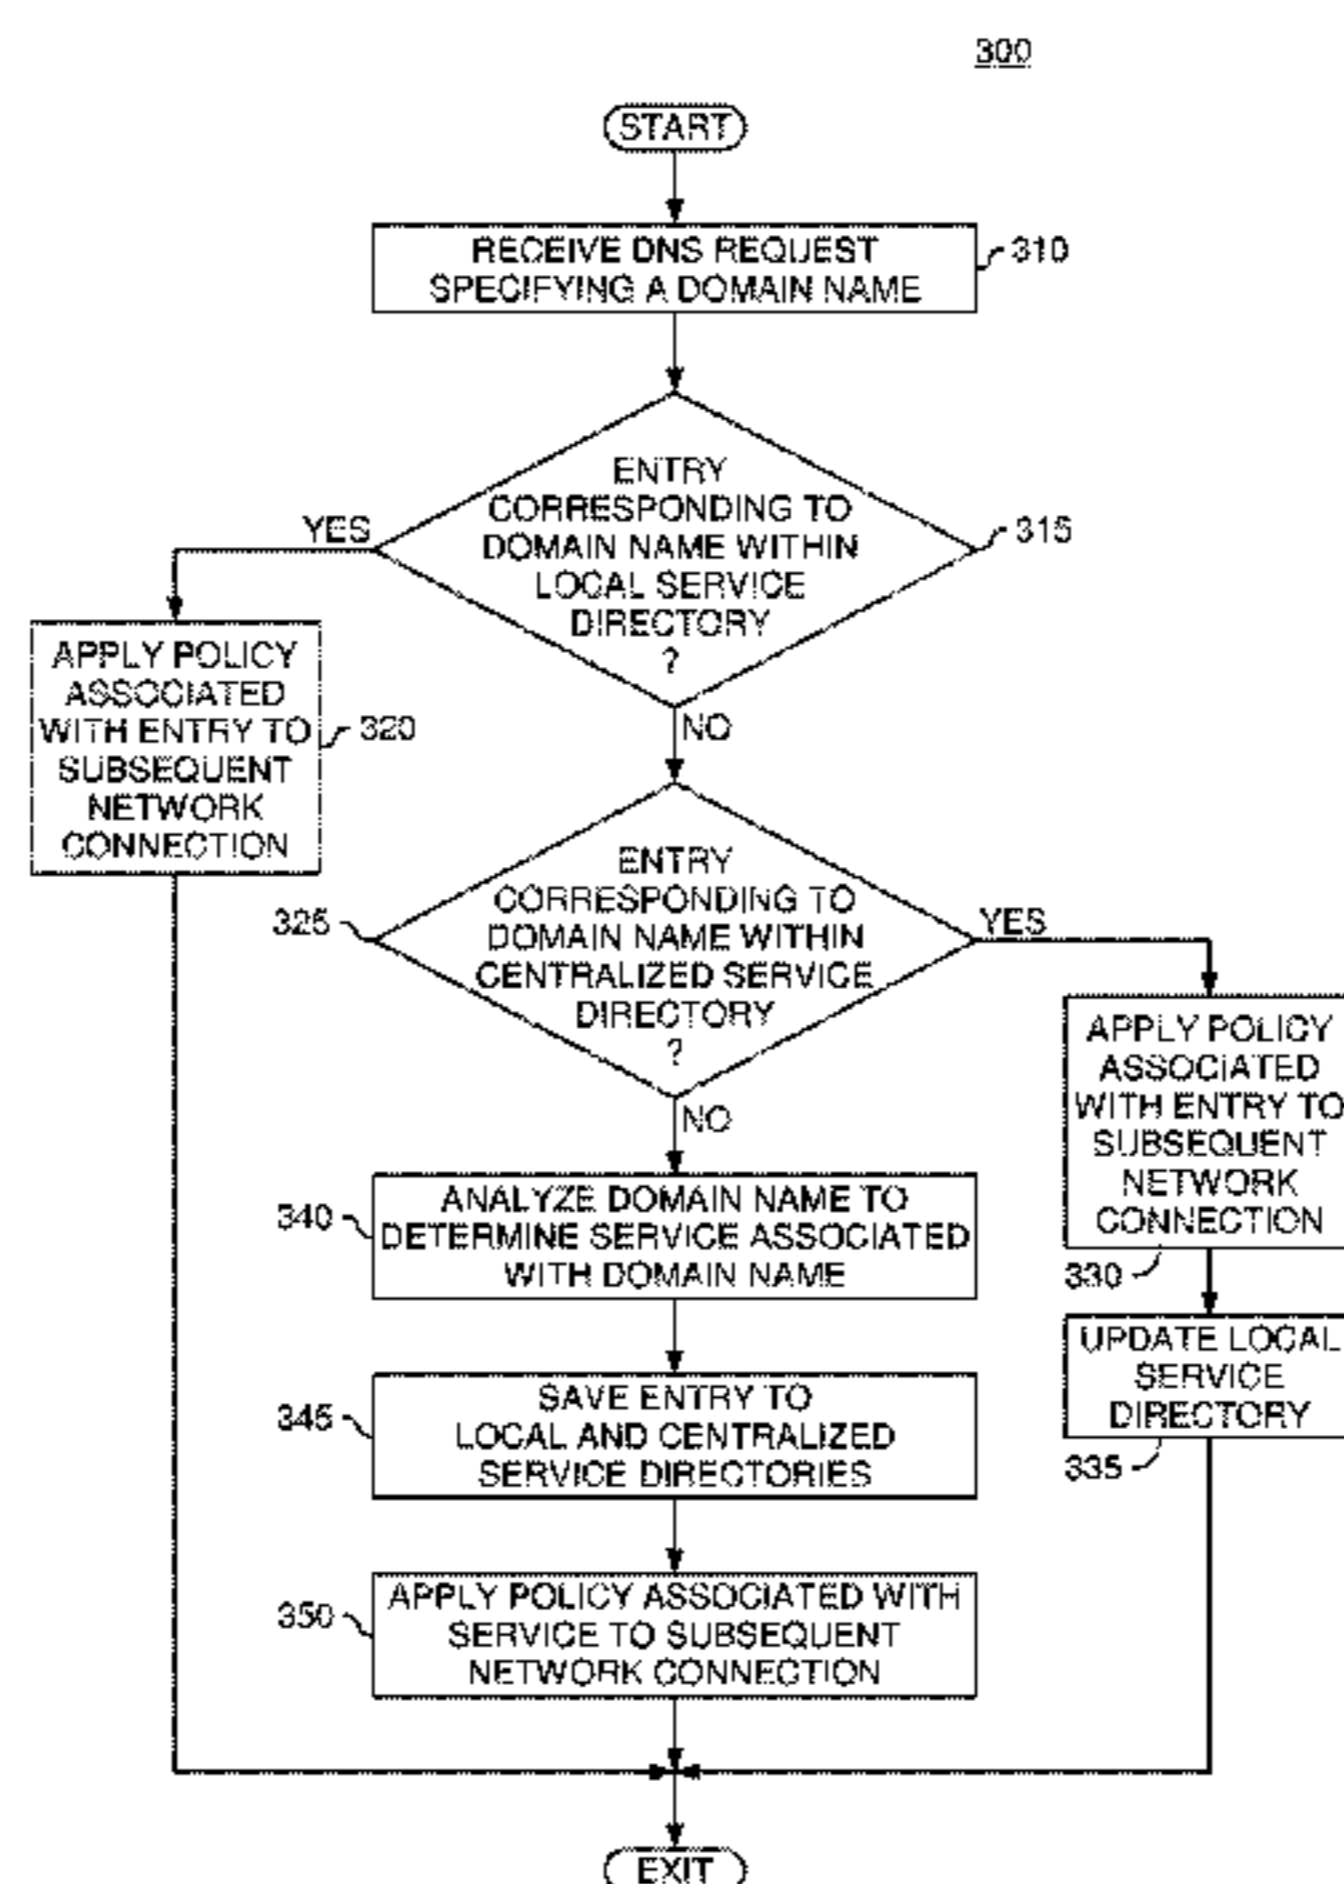 300
START
RECEIVE DNS REQUEST
SPECIFYING A DOMAIN NAME
310
ENTRY
CORRESPONDING TO
DOMAIN NAME WITHIN
LOCAL SERVICE
DIRECTORY
?
315
YES
NO
APPLY POLICY
ASSOCIATED
WITH ENTRY TO
SUBSEQUENT
NETWORK
CONNECTION
320
ENTRY
CORRESPONDING TO
DOMAIN NAME WITHIN
CENTRALIZED SERVICE
DIRECTORY
?
325
YES
NO
APPLY POLICY
ASSOCIATED
WITH ENTRY TO
SUBSEQUENT
NETWORK
CONNECTION
330
UPDATE LOCAL
SERVICE
DIRECTORY
335
340
ANALYZE DOMAIN NAME TO
DETERMINE SERVICE ASSOCIATED
WITH DOMAIN NAME
345
SAVE ENTRY TO
LOCAL AND CENTRALIZED
SERVICE DIRECTORIES
350
APPLY POLICY ASSOCIATED WITH
SERVICE TO SUBSEQUENT
NETWORK CONNECTION
EXIT